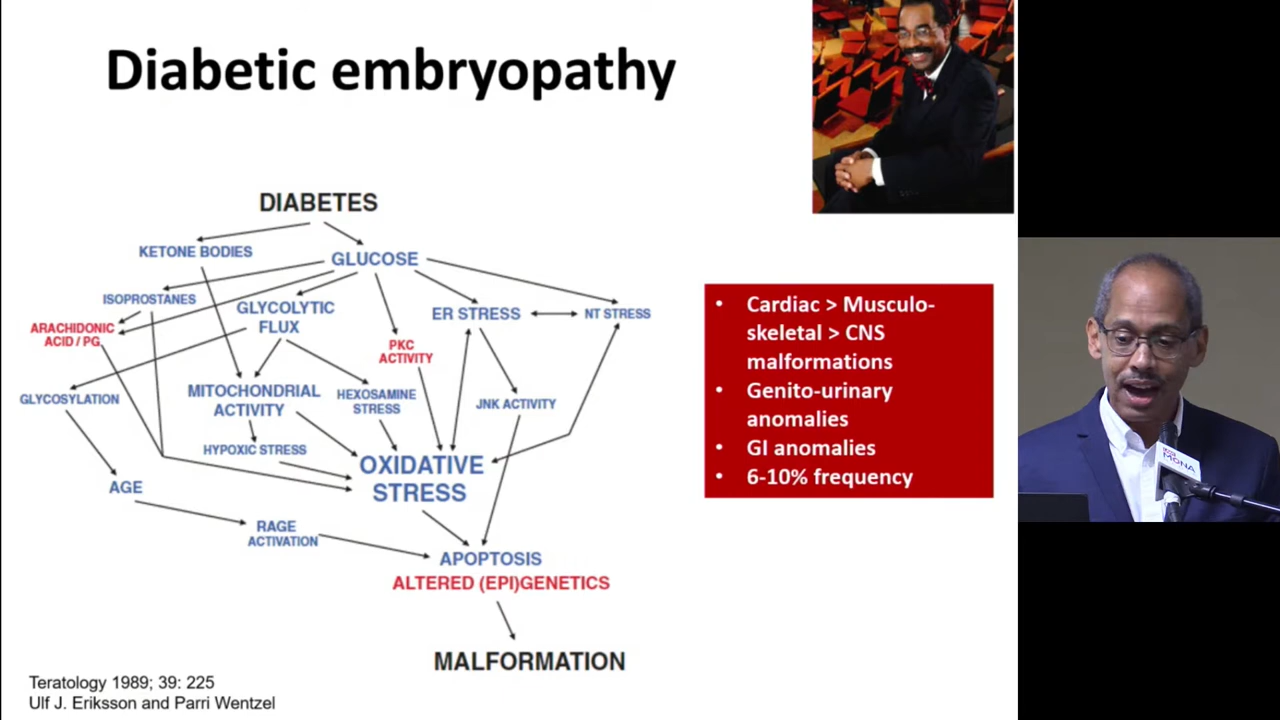 Diabetic embryopathy
DIABETES
KETONE BODIES
GLUCOSE
ISOPROSTANES
GLYCOLYTIC
FLUX
ER STRESS
NT STRESS
ARACHIDONIC
ACID / PG
PKC
ACTIVITY
GLYCOSYLATION
MITOCHONDRIAL
ACTIVITY
HEXOSAMINE
STRESS
JNK ACTIVITY
HYPOXIC STRESS
OXIDATIVE
STRESS
AGE
RAGE
ACTIVATION
APOPTOSIS
ALTERED (EPI)GENETICS
MALFORMATION
• Cardiac > Musculo-
skeletal > CNS
malformations
• Genito-urinary
anomalies
• GI anomalies
• 6-10% frequency
Teratology 1989; 39: 225
Ulf J. Eriksson and Parri Wentzel
MONA